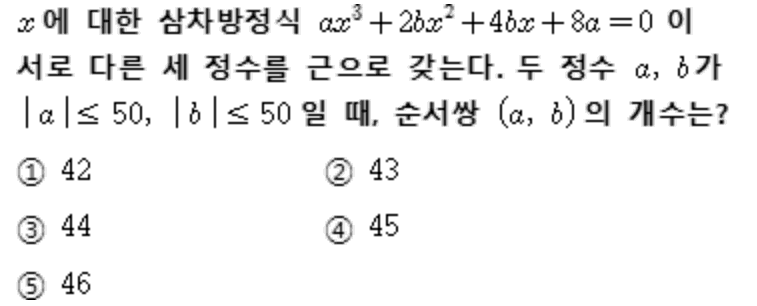 x에 대한 삼차방정식 ax³+2bx²+4bx+8a=0 이
서로 다른 세 정수를 근으로 갖는다. 두 정수 a, b가
|a|≤ 50, |b|≤ 50 일 때, 순서쌍 (a, b)의 개수는?
① 42 ② 43
③ 44 ④ 45
⑤ 46